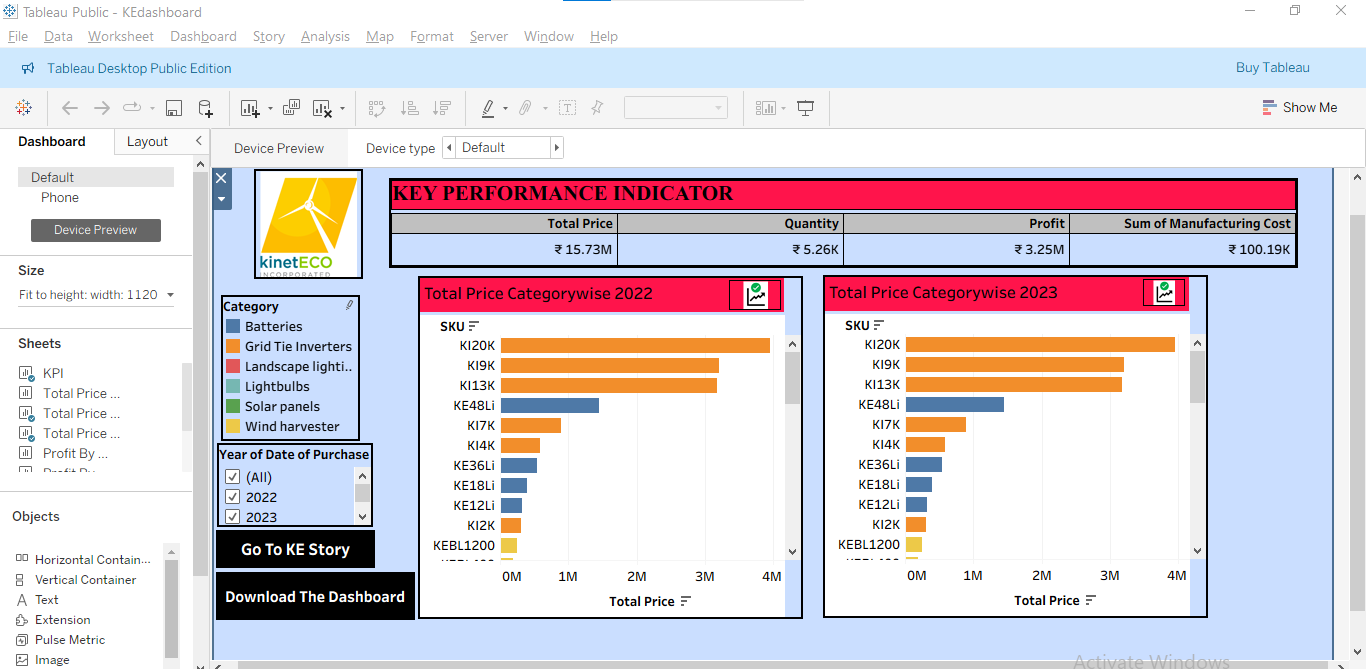 Tableau Public - KEdashboard
File Data Worksheet Dashboard Story Analysis Map Format Server Window Help
Tableau Desktop Public Edition
Buy Tableau
Show Me
Dashboard
Layout
Device Preview
Device type
Default
Default
Phone
Device Preview
Size
Fit to height: width: 1120
Sheets
KPI
Total Price ...
Total Price ...
Total Price ...
Profit By ...
Objects
Horizontal Contain...
Vertical Container
Text
Extension
Pulse Metric
Image
kinetECO
INCORPORATED
KEY PERFORMANCE INDICATOR
Total Price Quantity Profit Sum of Manufacturing Cost
₹ 15.73M ₹ 5.26K ₹ 3.25M ₹ 100.19K
Category
Batteries
Grid Tie Inverters
Landscape lighti..
Lightbulbs
Solar panels
Wind harvester
Year of Date of Purchase
(All)
2022
2023
Go To KE Story
Download The Dashboard
Total Price Categorywise 2022
SKU
KI20K
KI9K
KI13K
KE48Li
KI7K
KI4K
KE36Li
KE18Li
KE12Li
KI2K
KEBL1200
0M 1M 2M 3M 4M
Total Price
Total Price Categorywise 2023
SKU
KI20K
KI9K
KI13K
KE48Li
KI7K
KI4K
KE36Li
KE18Li
KE12Li
KI2K
KEBL1200
0M 1M 2M 3M 4M
Total Price
Activate Windows